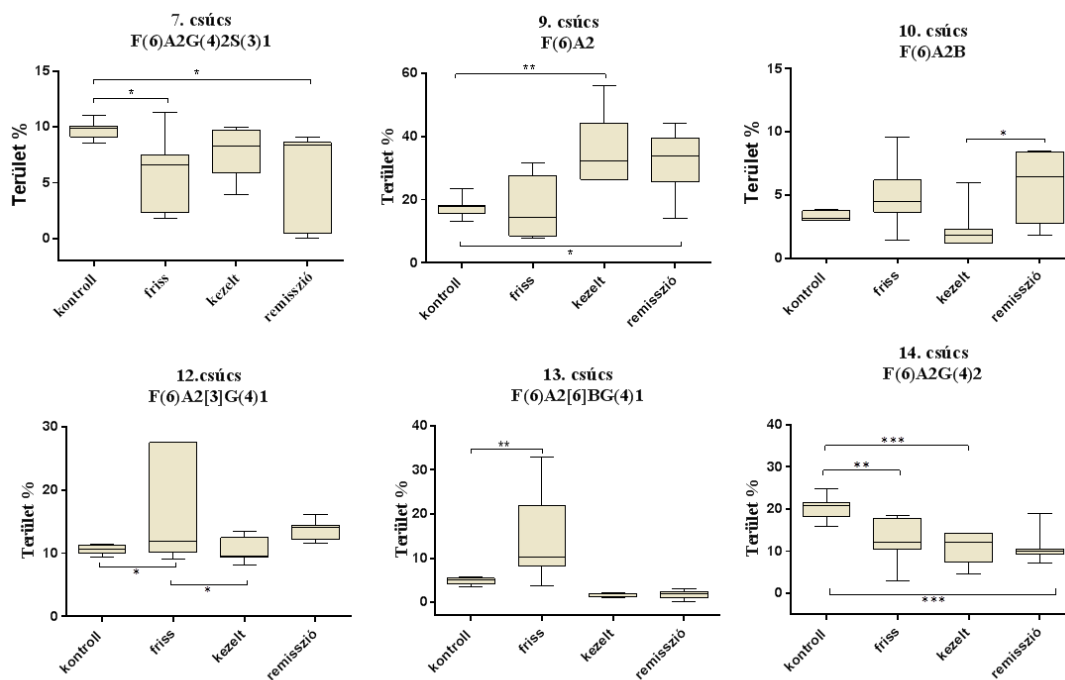 7. csúcs
F(6)A2G(4)2S(3)1
Terület %
15
10
5
0
*
*
kontroll
friss
kezelt
remisszió
9. csúcs
F(6)A2
Terület %
60
40
20
0
**
*
kontroll
friss
kezelt
remisszió
10. csúcs
F(6)A2B
Terület %
15
10
5
0
*
kontroll
friss
kezelt
remisszió
12.csúcs
F(6)A2[3]G(4)1
Terület %
30
20
10
0
*
*
kontroll
friss
kezelt
remisszió
13. csúcs
F(6)A2[6]BG(4)1
Terület %
40
30
20
10
0
**
kontroll
friss
kezelt
remisszió
14. csúcs
F(6)A2G(4)2
Terület %
40
30
20
10
0
***
**
***
kontroll
friss
kezelt
remisszió